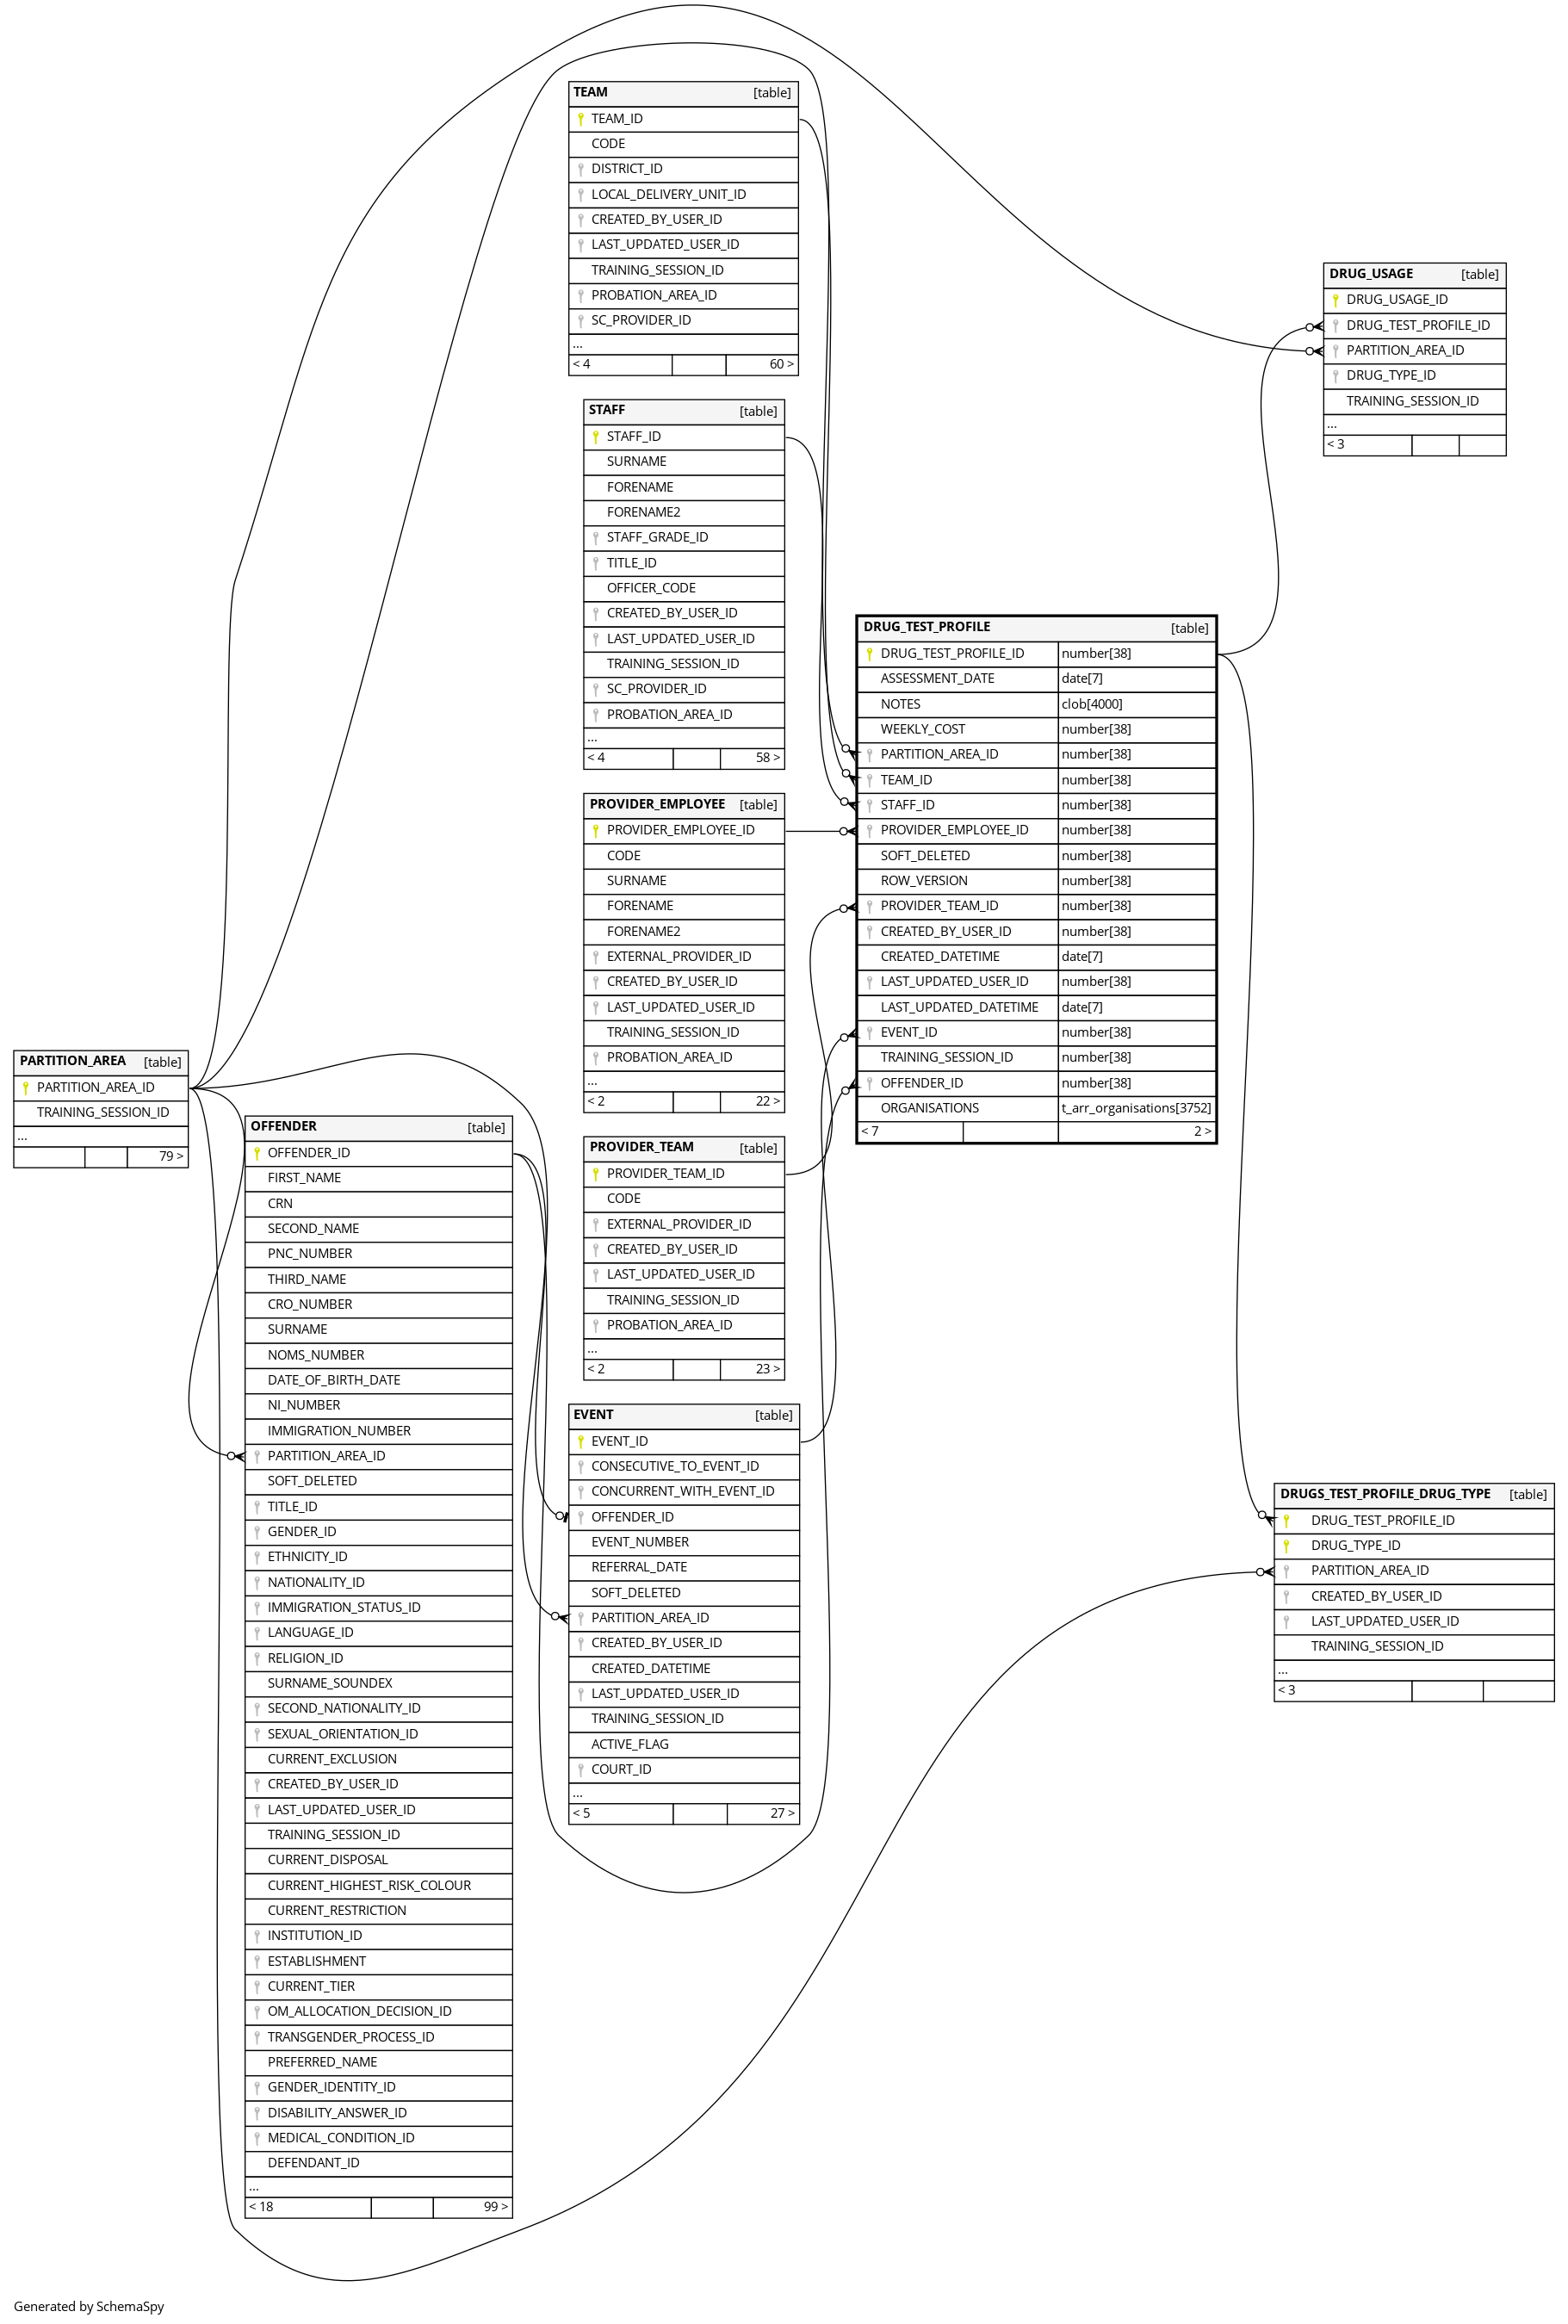 TEAM [table]
TEAM_ID
CODE
DISTRICT_ID
LOCAL_DELIVERY_UNIT_ID
CREATED_BY_USER_ID
LAST_UPDATED_USER_ID
TRAINING_SESSION_ID
PROBATION_AREA_ID
SC_PROVIDER_ID
...
< 4 60 >
DRUG_USAGE [table]
DRUG_USAGE_ID
DRUG_TEST_PROFILE_ID
PARTITION_AREA_ID
DRUG_TYPE_ID
TRAINING_SESSION_ID
...
< 3
STAFF [table]
STAFF_ID
SURNAME
FORENAME
FORENAME2
STAFF_GRADE_ID
TITLE_ID
OFFICER_CODE
CREATED_BY_USER_ID
LAST_UPDATED_USER_ID
TRAINING_SESSION_ID
SC_PROVIDER_ID
PROBATION_AREA_ID
...
< 4 58 >
DRUG_TEST_PROFILE [table]
DRUG_TEST_PROFILE_ID number[38]
ASSESSMENT_DATE date[7]
NOTES clob[4000]
WEEKLY_COST number[38]
PARTITION_AREA_ID number[38]
TEAM_ID number[38]
STAFF_ID number[38]
PROVIDER_EMPLOYEE_ID number[38]
SOFT_DELETED number[38]
ROW_VERSION number[38]
PROVIDER_TEAM_ID number[38]
CREATED_BY_USER_ID number[38]
CREATED_DATETIME date[7]
LAST_UPDATED_USER_ID number[38]
LAST_UPDATED_DATETIME date[7]
EVENT_ID number[38]
TRAINING_SESSION_ID number[38]
OFFENDER_ID number[38]
ORGANISATIONS t_arr_organisations[3752]
< 7 2 >
PROVIDER_EMPLOYEE [table]
PROVIDER_EMPLOYEE_ID
CODE
SURNAME
FORENAME
FORENAME2
EXTERNAL_PROVIDER_ID
CREATED_BY_USER_ID
LAST_UPDATED_USER_ID
TRAINING_SESSION_ID
PROBATION_AREA_ID
...
< 2 22 >
PARTITION_AREA [table]
PARTITION_AREA_ID
TRAINING_SESSION_ID
...
79 >
OFFENDER [table]
OFFENDER_ID
FIRST_NAME
CRN
SECOND_NAME
PNC_NUMBER
THIRD_NAME
CRO_NUMBER
SURNAME
NOMS_NUMBER
DATE_OF_BIRTH_DATE
NI_NUMBER
IMMIGRATION_NUMBER
PARTITION_AREA_ID
SOFT_DELETED
TITLE_ID
GENDER_ID
ETHNICITY_ID
NATIONALITY_ID
IMMIGRATION_STATUS_ID
LANGUAGE_ID
RELIGION_ID
SURNAME_SOUNDEX
SECOND_NATIONALITY_ID
SEXUAL_ORIENTATION_ID
CURRENT_EXCLUSION
CREATED_BY_USER_ID
LAST_UPDATED_USER_ID
TRAINING_SESSION_ID
CURRENT_DISPOSAL
CURRENT_HIGHEST_RISK_COLOUR
CURRENT_RESTRICTION
INSTITUTION_ID
ESTABLISHMENT
CURRENT_TIER
OM_ALLOCATION_DECISION_ID
TRANSGENDER_PROCESS_ID
PREFERRED_NAME
GENDER_IDENTITY_ID
DISABILITY_ANSWER_ID
MEDICAL_CONDITION_ID
DEFENDANT_ID
...
< 18 99 >
PROVIDER_TEAM [table]
PROVIDER_TEAM_ID
CODE
EXTERNAL_PROVIDER_ID
CREATED_BY_USER_ID
LAST_UPDATED_USER_ID
TRAINING_SESSION_ID
PROBATION_AREA_ID
...
< 2 23 >
EVENT [table]
EVENT_ID
CONSECUTIVE_TO_EVENT_ID
CONCURRENT_WITH_EVENT_ID
OFFENDER_ID
EVENT_NUMBER
REFERRAL_DATE
SOFT_DELETED
PARTITION_AREA_ID
CREATED_BY_USER_ID
CREATED_DATETIME
LAST_UPDATED_USER_ID
TRAINING_SESSION_ID
ACTIVE_FLAG
COURT_ID
...
< 5 27 >
DRUGS_TEST_PROFILE_DRUG_TYPE [table]
DRUG_TEST_PROFILE_ID
DRUG_TYPE_ID
PARTITION_AREA_ID
CREATED_BY_USER_ID
LAST_UPDATED_USER_ID
TRAINING_SESSION_ID
...
< 3
Generated by SchemaSpy